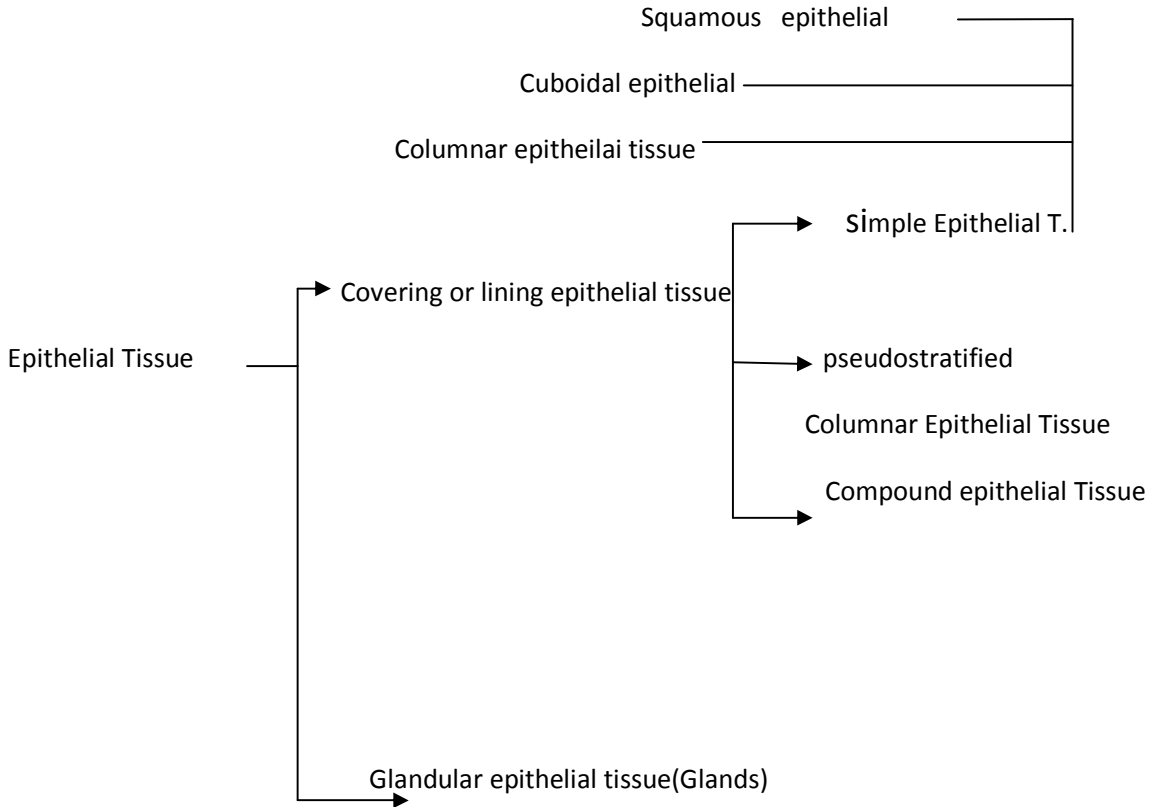 Squamous epithelial
Cuboidal epithelial
Columnar epitheilai tissue
simple Epithelial T.
Covering or lining epithelial tissue
Epithelial Tissue
pseudostratified
Columnar Epithelial Tissue
Compound epithelial Tissue
Glandular epithelial tissue(Glands)